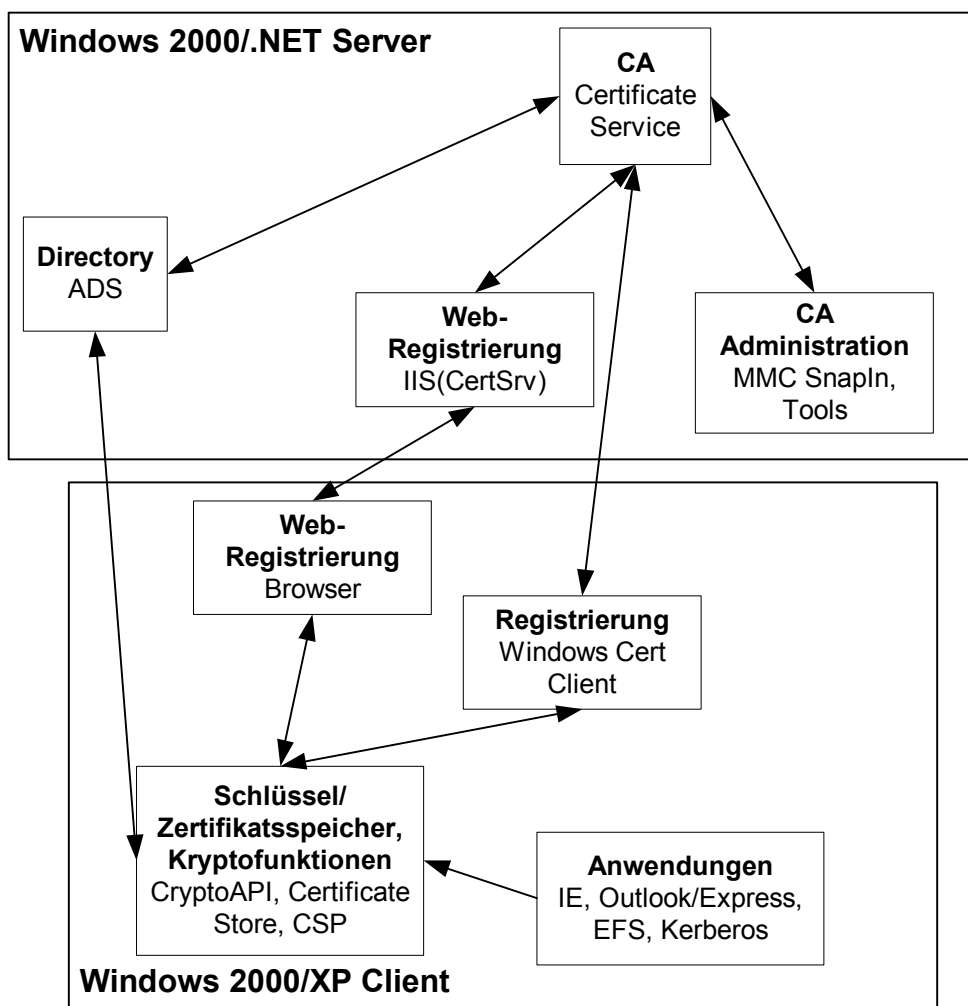 Windows 2000/.NET Server
CA
Certificate
Service
Directory
ADS
Web-
Registrierung
IIS(CertSrv)
CA
Administration
MMC SnapIn,
Tools
Web-
Registrierung
Browser
Registrierung
Windows Cert
Client
Schlüssel/
Zertifikatsspeicher,
Kryptofunktionen
CryptoAPI, Certificate
Store, CSP
Anwendungen
IE, Outlook/Express,
EFS, Kerberos
Windows 2000/XP Client